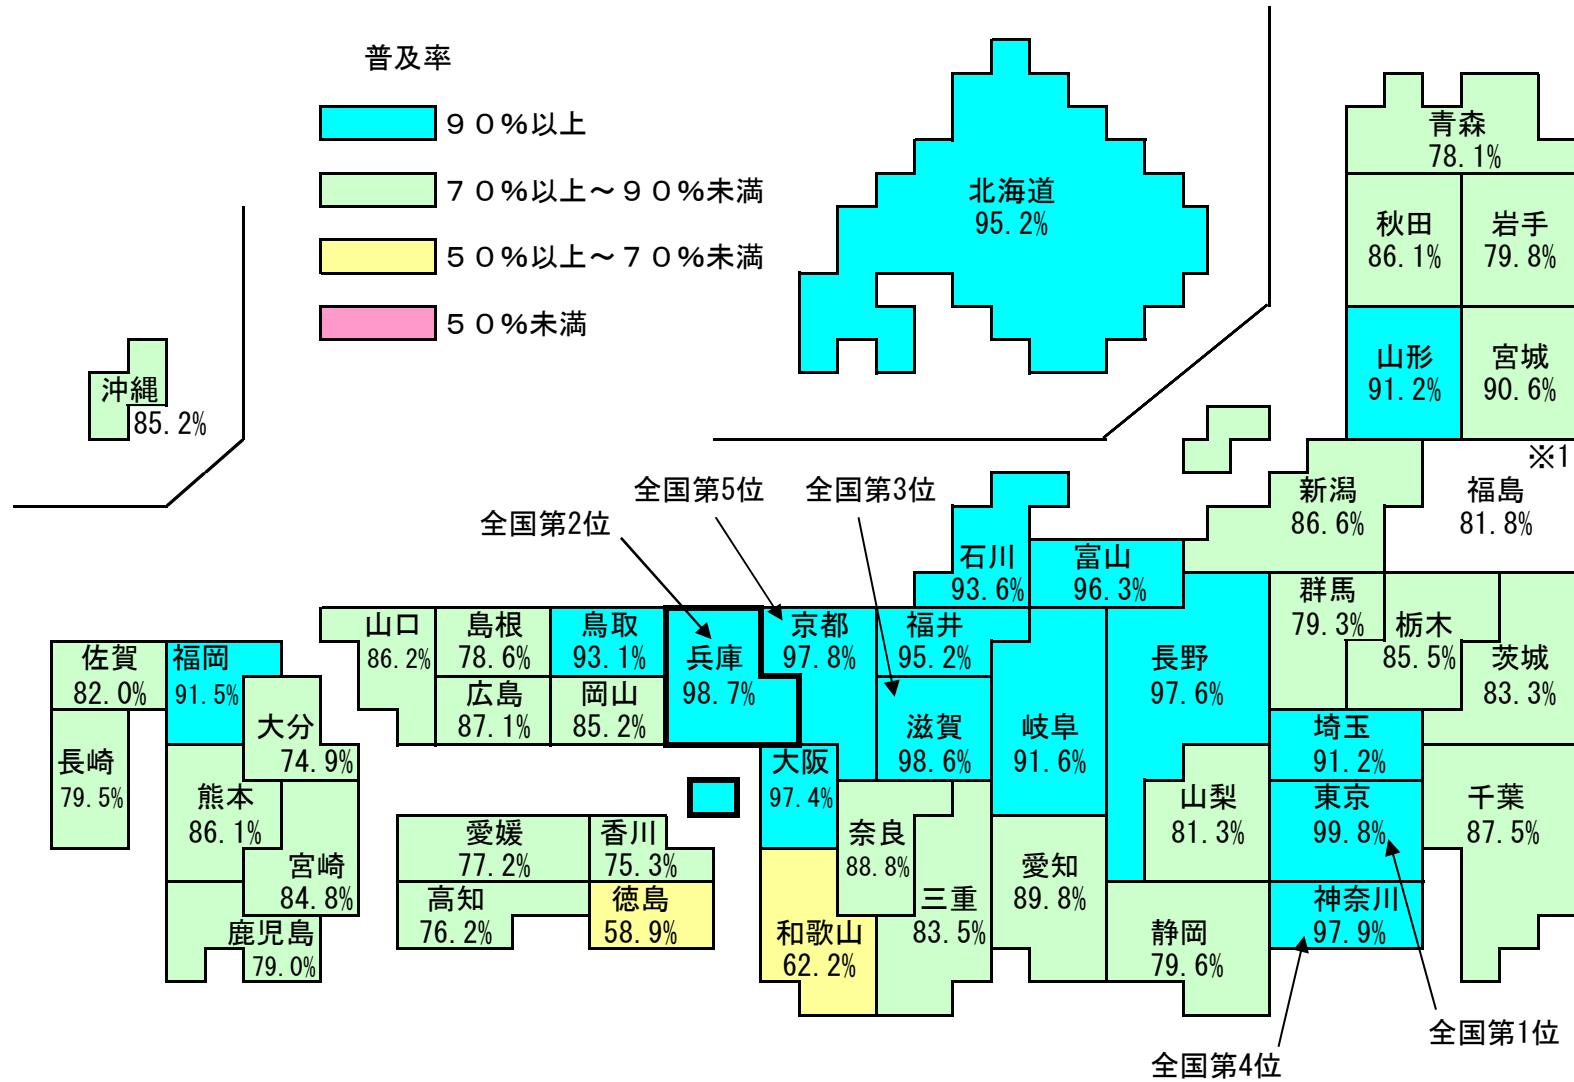 普及率
９０％以上
７０％以上～９０％未満
５０％以上～７０％未満
５０％未満
北海道
95.2%
青森
78.1%
秋田
86.1%
岩手
79.8%
山形
91.2%
宮城
90.6%
沖縄
85.2%
※1
新潟
86.6%
福島
81.8%
全国第5位
全国第3位
全国第2位
石川
93.6%
富山
96.3%
群馬
79.3%
栃木
85.5%
茨城
83.3%
山口
86.2%
島根
78.6%
鳥取
93.1%
兵庫
98.7%
京都
97.8%
福井
95.2%
長野
97.6%
佐賀
82.0%
福岡
91.5%
広島
87.1%
岡山
85.2%
滋賀
98.6%
岐阜
91.6%
埼玉
91.2%
大分
74.9%
長崎
79.5%
熊本
86.1%
大阪
97.4%
山梨
81.3%
東京
99.8%
千葉
87.5%
愛媛
77.2%
香川
75.3%
奈良
88.8%
愛知
89.8%
宮崎
84.8%
高知
76.2%
徳島
58.9%
和歌山
62.2%
三重
83.5%
静岡
79.6%
神奈川
97.9%
鹿児島
79.0%
全国第1位
全国第4位